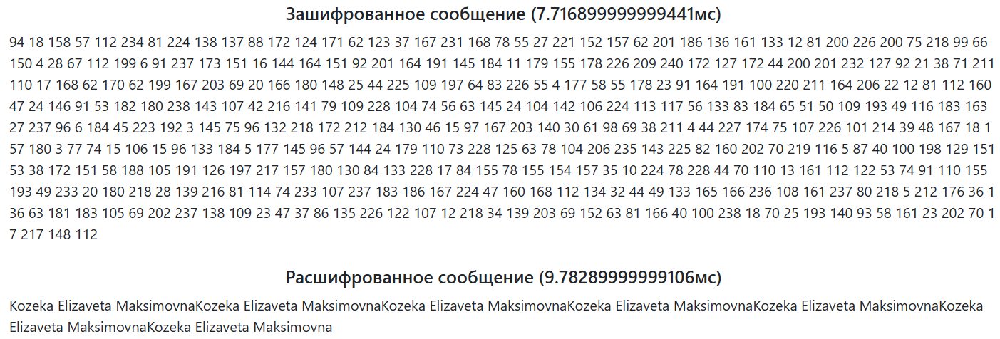 Зашифрованное сообщение (7.716899999999441мс)
94 18 158 57 112 234 81 224 138 137 88 172 124 171 62 123 37 167 231 168 78 55 27 221 152 157 62 201 186 136 161 133 12 81 200 226 200 75 218 99 66
150 4 28 67 112 199 6 91 237 173 151 16 144 164 151 92 201 164 191 145 184 11 179 155 178 226 209 240 172 127 172 44 200 201 232 127 92 21 38 71 211
110 17 168 62 170 62 199 167 203 69 20 166 180 148 25 44 225 109 197 64 83 226 55 4 177 58 55 178 23 91 164 191 100 220 211 164 206 22 12 81 112 160
47 24 146 91 53 182 180 238 143 107 42 216 141 79 109 228 104 74 56 63 145 24 104 142 106 224 113 117 56 133 83 184 65 51 50 109 193 49 116 183 163
27 237 96 6 184 45 223 192 3 145 75 96 132 218 172 212 184 130 46 15 97 167 203 140 30 61 98 69 38 211 4 44 227 174 75 107 226 101 214 39 48 167 18 1
57 180 3 77 74 15 106 15 96 133 184 5 177 145 96 57 144 24 179 110 73 228 125 63 78 104 206 235 143 225 82 160 202 70 219 116 5 87 40 100 198 129 151
53 38 172 151 58 188 105 191 126 197 217 157 180 130 84 133 228 17 84 155 78 155 154 157 35 10 224 78 228 44 70 110 13 161 112 122 53 74 91 110 155
193 49 233 20 180 218 28 139 216 81 114 74 233 107 237 183 186 167 224 47 160 168 112 134 32 44 49 133 165 166 236 108 161 237 80 218 5 212 176 36 1
36 63 181 183 105 69 202 237 138 109 23 47 37 86 135 226 122 107 12 218 34 139 203 69 152 63 81 166 40 100 238 18 70 25 193 140 93 58 161 23 202 70 1
7 217 148 112
Расшифрованное сообщение (9.78289999999106мс)
Kozeka Elizaveta MaksimovnaKozeka Elizaveta MaksimovnaKozeka Elizaveta MaksimovnaKozeka Elizaveta MaksimovnaKozeka Elizaveta MaksimovnaKozeka
Elizaveta MaksimovnaKozeka Elizaveta Maksimovna